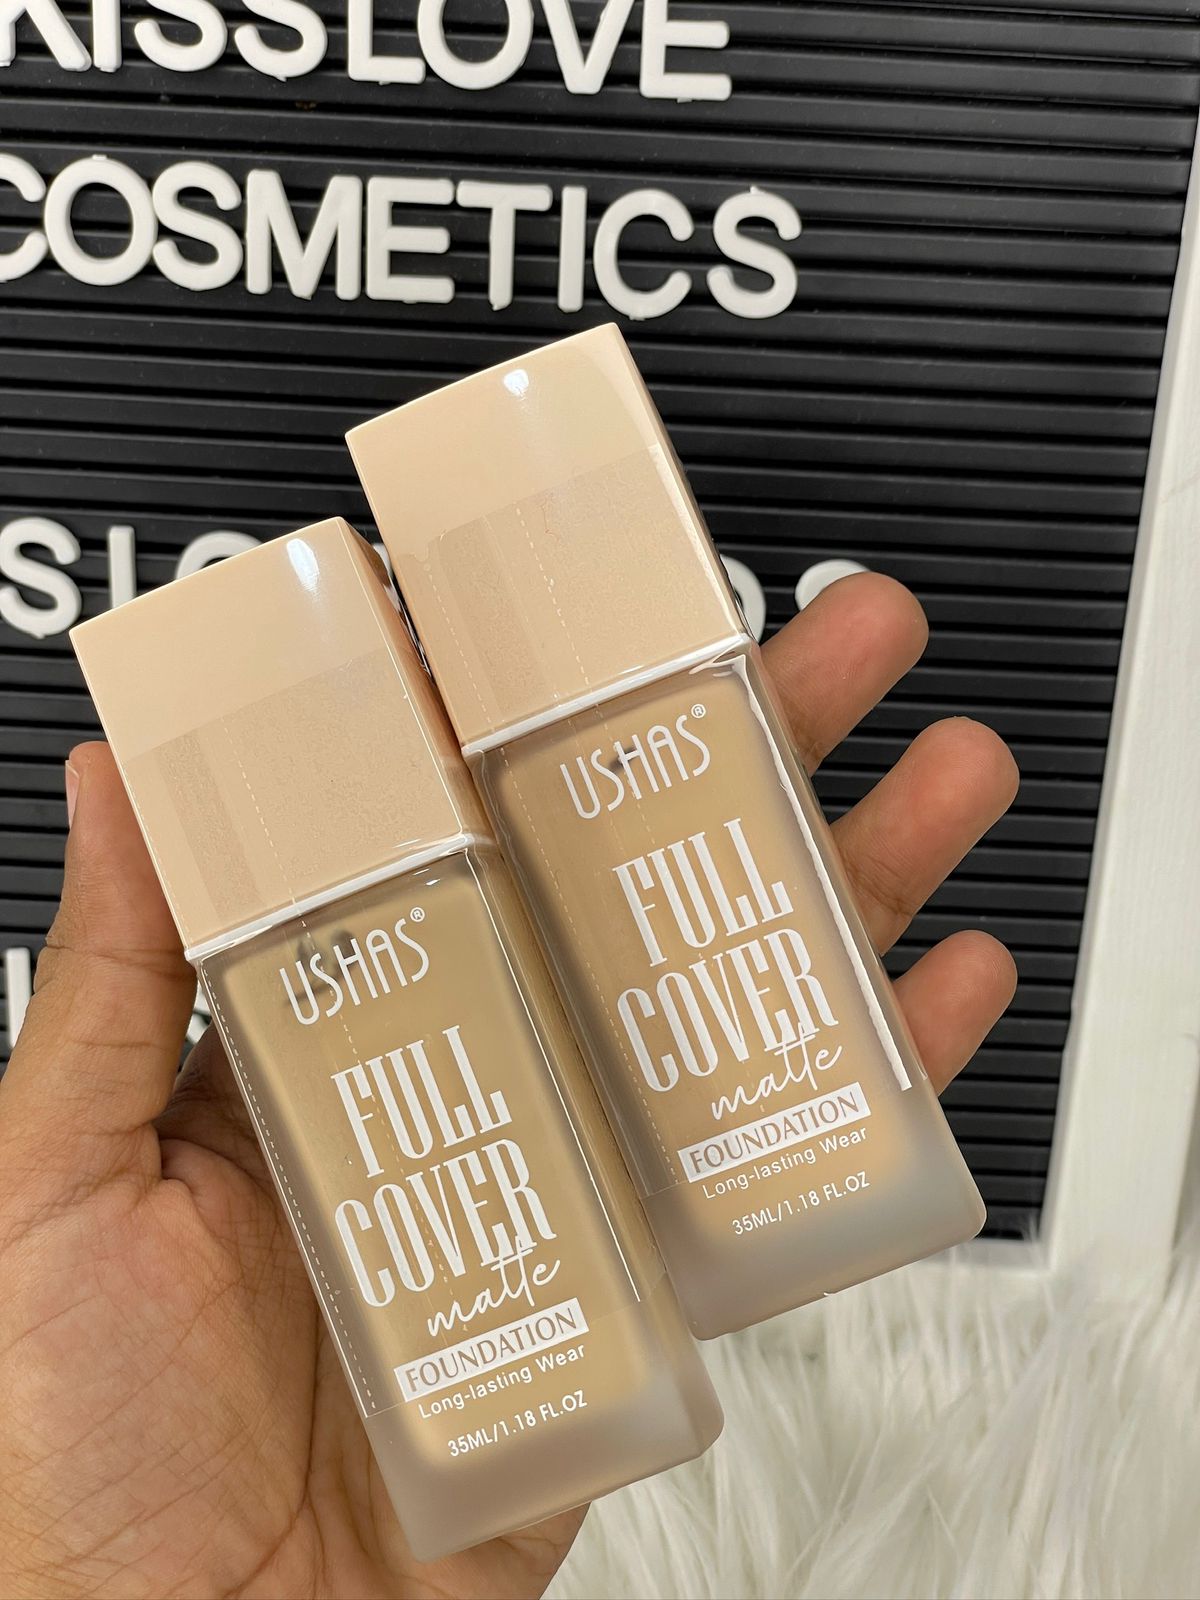 KISSLOVE
COSMETICS
USHAS®
FULL
COVER
matte
FOUNDATION
Long-lasting Wear
35ML/1.18 FL.OZ
USHAS®
FULL
COVER
matte
FOUNDATION
Long-lasting Wear
35ML/1.18 FL.OZ